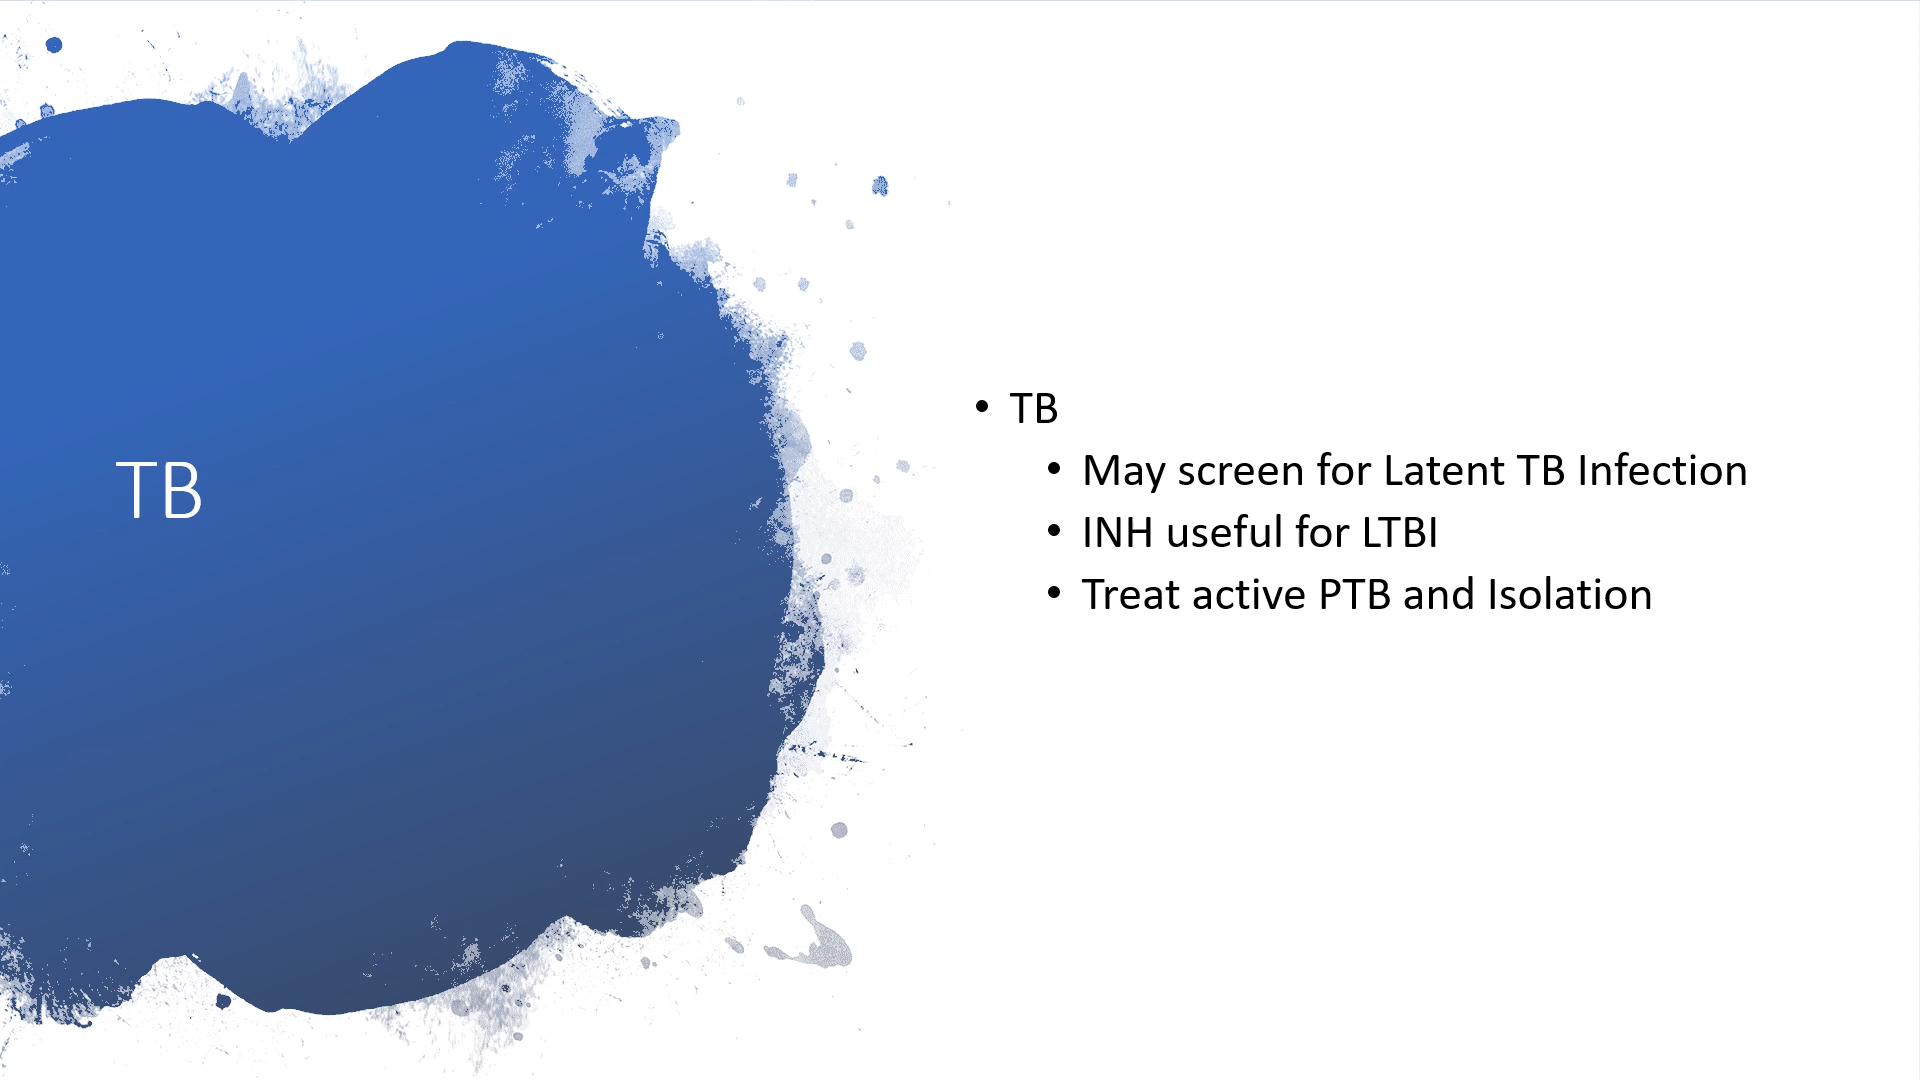 TB
• TB
• May screen for Latent TB Infection
• INH useful for LTBI
• Treat active PTB and Isolation